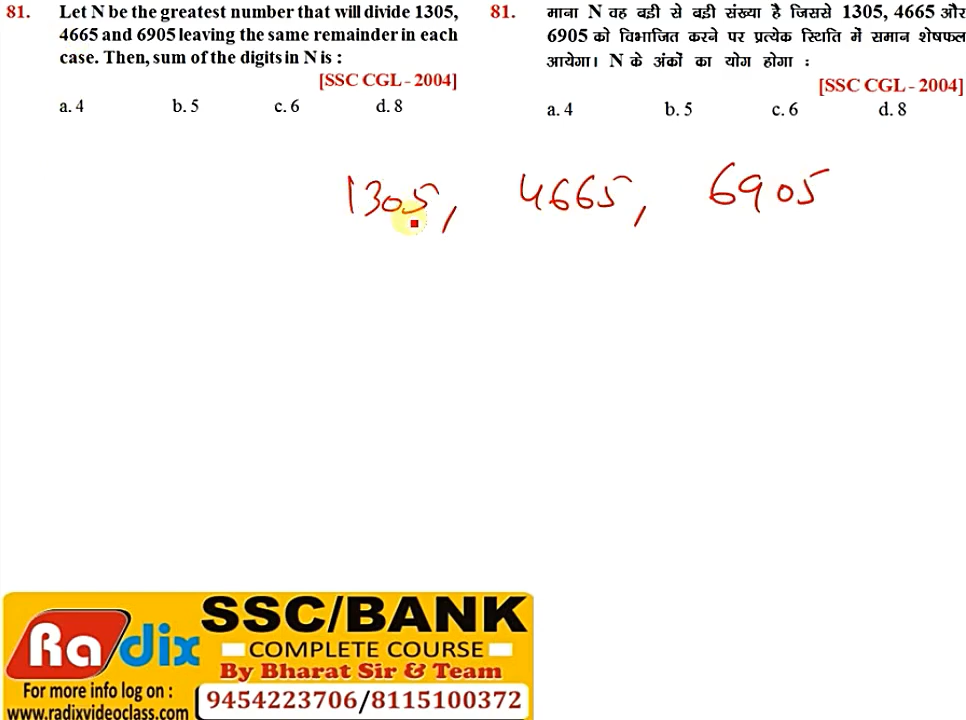 81. Let N be the greatest number that will divide 1305,
4665 and 6905 leaving the same remainder in each
case. Then, sum of the digits in N is :
[SSC CGL - 2004]
a. 4 b. 5 c. 6 d. 8
81. माना N वह बड़ी से बड़ी संख्या है जिससे 1305, 4665 और
6905 को विभाजित करने पर प्रत्येक स्थिति में समान शेषफल
आयेगा। N के अंकों का योग होगा :
[SSC CGL - 2004]
a. 4 b. 5 c. 6 d. 8
1305, 4665, 6905
Radix
For more info log on :
www.radixvideoclass.com
SSC/BANK
COMPLETE COURSE
By Bharat Sir & Team
9454223706/8115100372